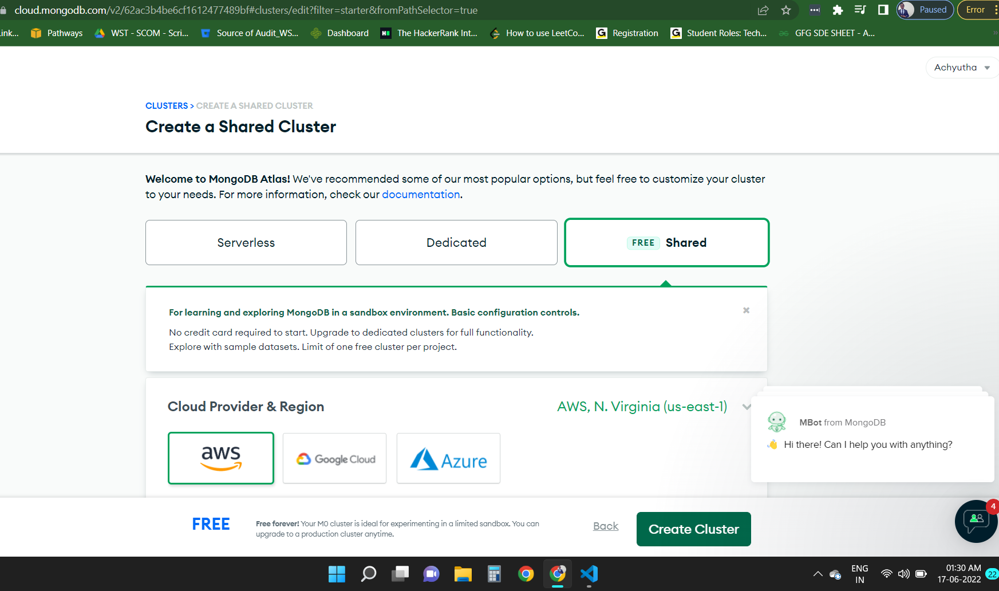 cloud.mongodb.com/v2/62ac3b4be6cf1612477489bf#clusters/edit?filter=starter&fromPathSelector=true
Paused
Error
ink...
Pathways
WST - SCOM - Scri...
Source of Audit_WS...
Dashboard
The HackerRank Int...
How to use LeetCo...
Registration
Student Roles: Tech...
GFG SDE SHEET - A...
Achyutha
CLUSTERS > CREATE A SHARED CLUSTER
Create a Shared Cluster
Welcome to MongoDB Atlas! We've recommended some of our most popular options, but feel free to customize your cluster
to your needs. For more information, check our documentation.
Serverless
Dedicated
FREE Shared
For learning and exploring MongoDB in a sandbox environment. Basic configuration controls.
No credit card required to start. Upgrade to dedicated clusters for full functionality.
Explore with sample datasets. Limit of one free cluster per project.
Cloud Provider & Region
AWS, N. Virginia (us-east-1)
aws
Google Cloud
Azure
MBot from MongoDB
👋 Hi there! Can I help you with anything?
FREE
Free forever! Your M0 cluster is ideal for experimenting in a limited sandbox. You can
upgrade to a production cluster anytime.
Back
Create Cluster
4
ENG
IN
01:30 AM
17-06-2022
22